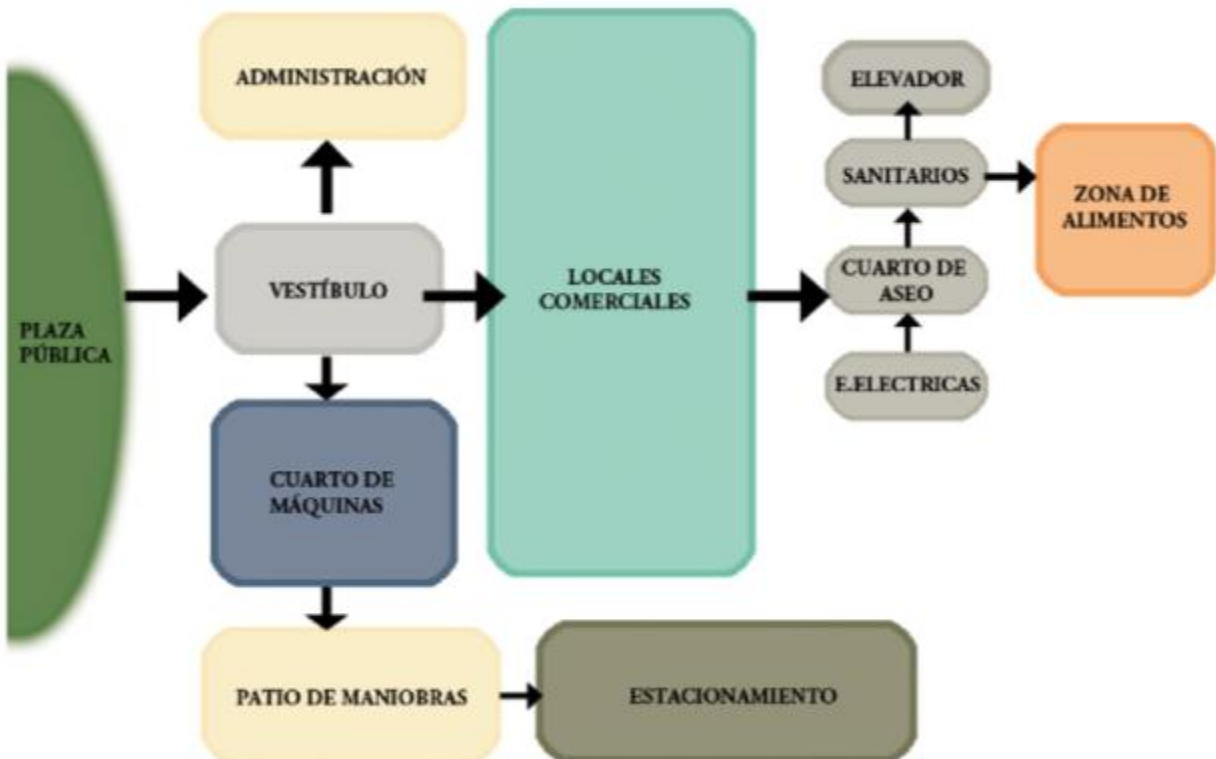 ADMINISTRACIÓN
ELEVADOR
SANITARIOS
ZONA DE
ALIMENTOS
VESTÍBULO
LOCALES
COMERCIALES
CUARTO DE
ASEO
PLAZA
PÚBLICA
E.ELECTRICAS
CUARTO DE
MÁQUINAS
PATIO DE MANIOBRAS
ESTACIONAMIENTO